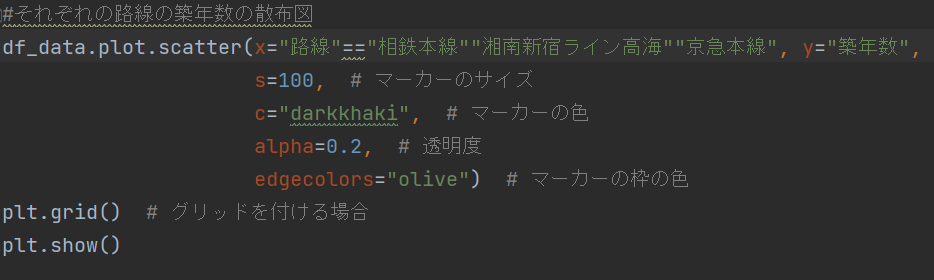 #それぞれの路線の築年数の散布図
df_data.plot.scatter(x="路線"=="相鉄本線""湘南新宿ライン高海""京急本線", y="築年数",
s=100,  # マーカーのサイズ
c="darkkhaki",  # マーカーの色
alpha=0.2,  # 透明度
edgecolors="olive")  # マーカーの枠の色
plt.grid()  # グリッドを付ける場合
plt.show()